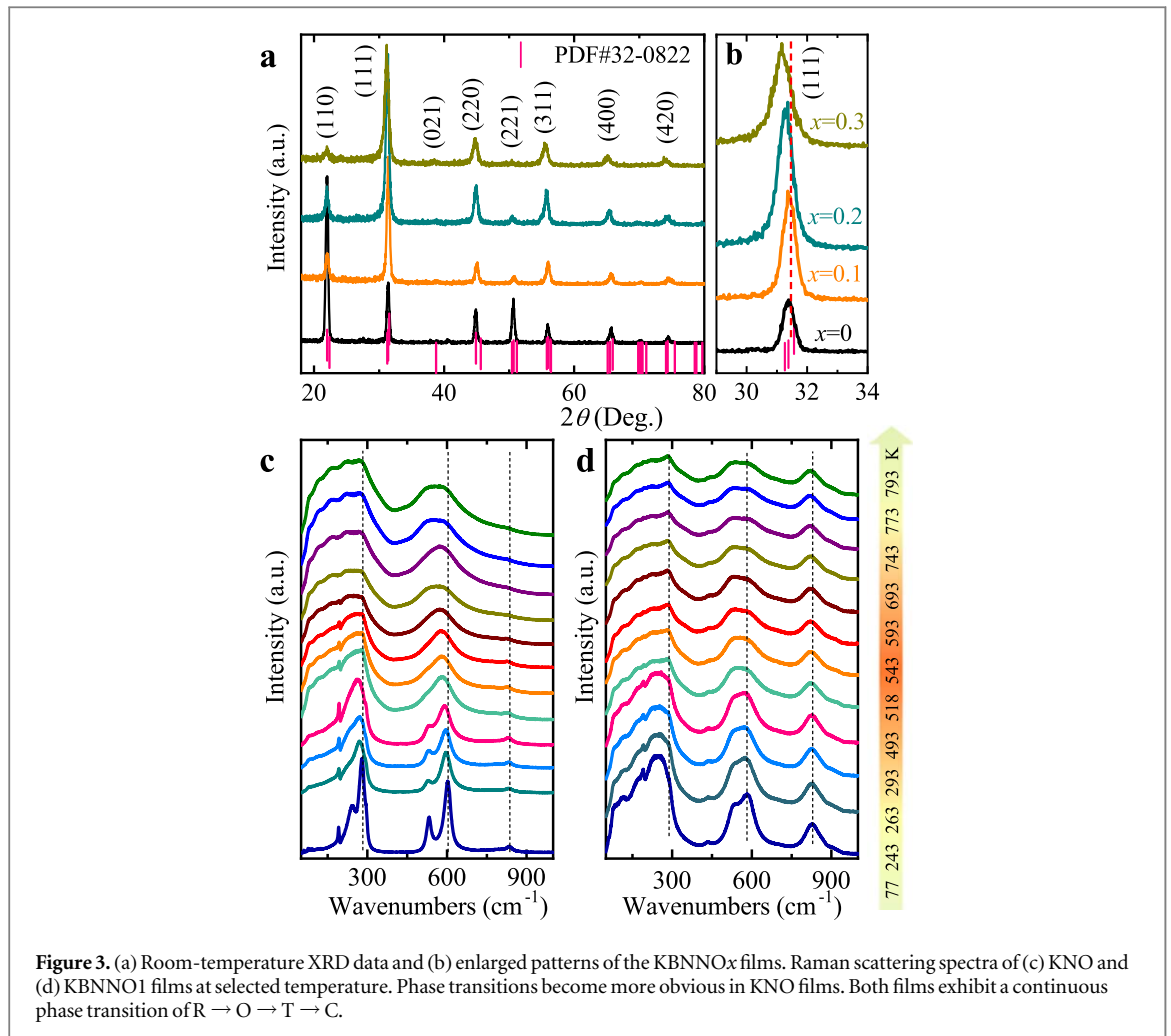 a
PDF#32-0822
(110)
(111)
(021)
(220)
(221)
(311)
(400)
(420)
Intensity (a.u.)
20 40 60 80
2θ (Deg.)
b
(111)
x=0.3
x=0.2
x=0.1
x=0
29 31 34
c
Intensity (a.u.)
300 600 900
Wavenumbers (cm⁻¹)
d
Intensity (a.u.)
300 600 900
Wavenumbers (cm⁻¹)
77 243 263 293 493 518 543 593 693 743 773 793 K
Figure 3. (a) Room-temperature XRD data and (b) enlarged patterns of the KBNNOx films. Raman scattering spectra of (c) KNO and
(d) KBNNO1 films at selected temperature. Phase transitions become more obvious in KNO films. Both films exhibit a continuous
phase transition of R → O → T → C.